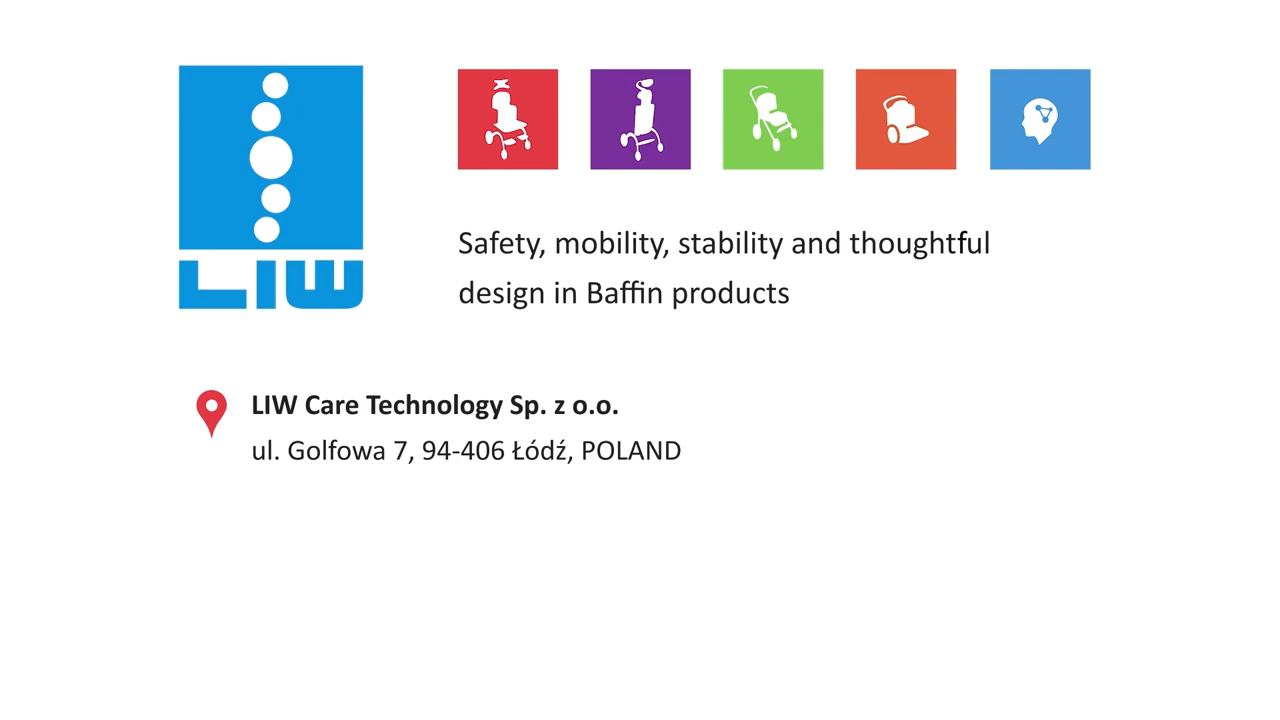 LIW
Safety, mobility, stability and thoughtful
design in Baffin products
LIW Care Technology Sp. z o.o.
ul. Golfowa 7, 94-406 Łódź, POLAND